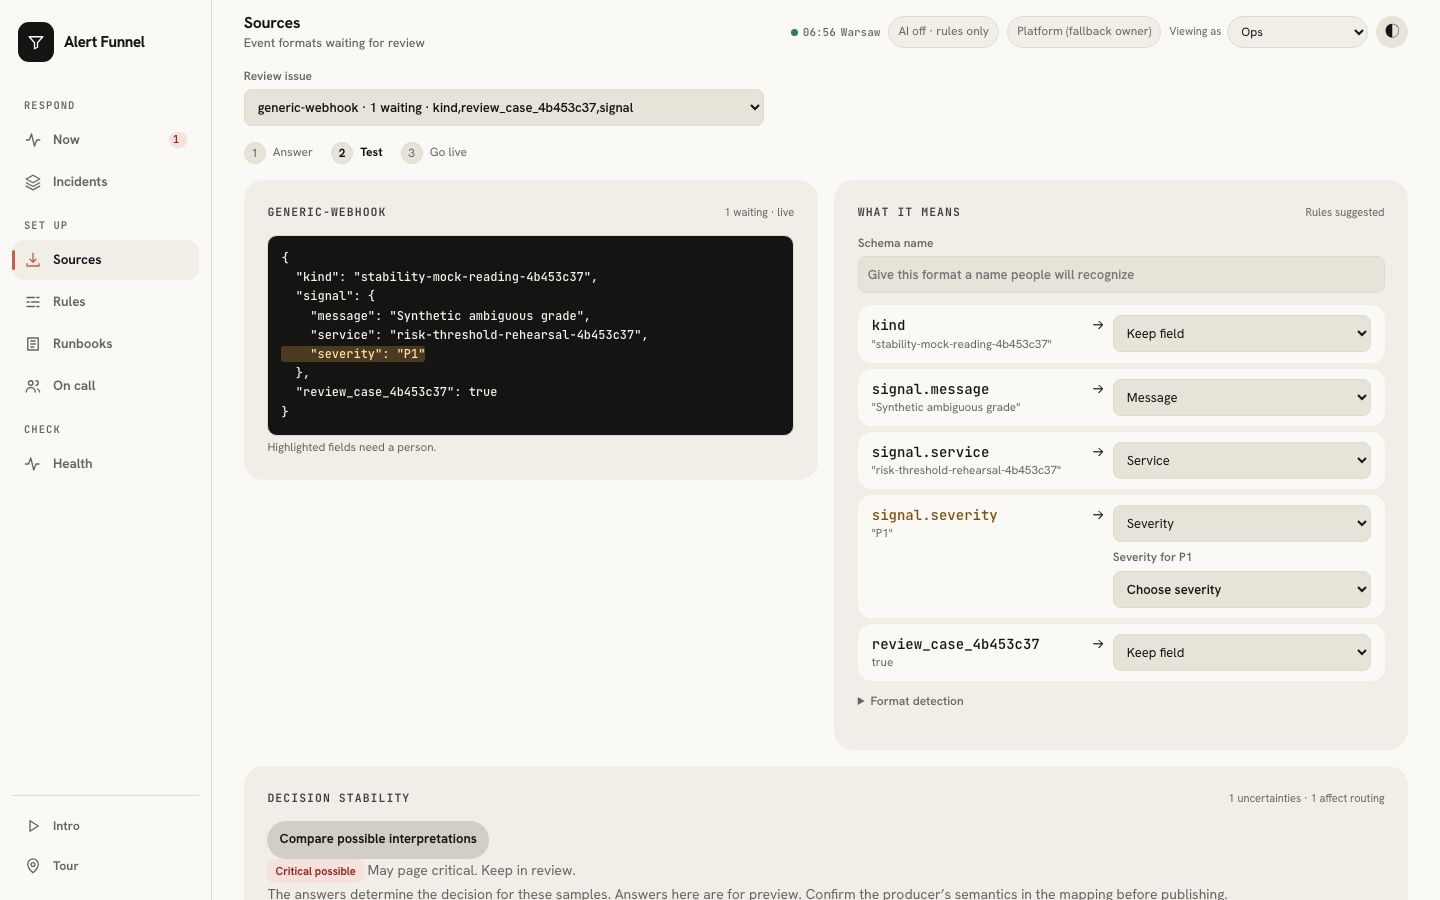 Alert Funnel
RESPOND
Now 1
Incidents
SET UP
Sources
Rules
Runbooks
On call
CHECK
Health
Intro
Tour
Sources
Event formats waiting for review
06:56 Warsaw
AI off · rules only
Platform (fallback owner)
Viewing as
Ops
Review issue
generic-webhook · 1 waiting · kind,review_case_4b453c37,signal
1 Answer
2 Test
3 Go live
GENERIC-WEBHOOK
1 waiting · live
{
"kind": "stability-mock-reading-4b453c37",
"signal": {
"message": "Synthetic ambiguous grade",
"service": "risk-threshold-rehearsal-4b453c37",
"severity": "P1"
},
"review_case_4b453c37": true
}
Highlighted fields need a person.
WHAT IT MEANS
Rules suggested
Schema name
Give this format a name people will recognize
kind → Keep field
"stability-mock-reading-4b453c37"
signal.message → Message
"Synthetic ambiguous grade"
signal.service → Service
"risk-threshold-rehearsal-4b453c37"
signal.severity → Severity
"P1"
Severity for P1
Choose severity
review_case_4b453c37 → Keep field
true
Format detection
DECISION STABILITY
1 uncertainties · 1 affect routing
Compare possible interpretations
Critical possible May page critical. Keep in review.
The answers determine the decision for these samples. Answers here are for preview. Confirm the producer’s semantics in the mapping before publishing.